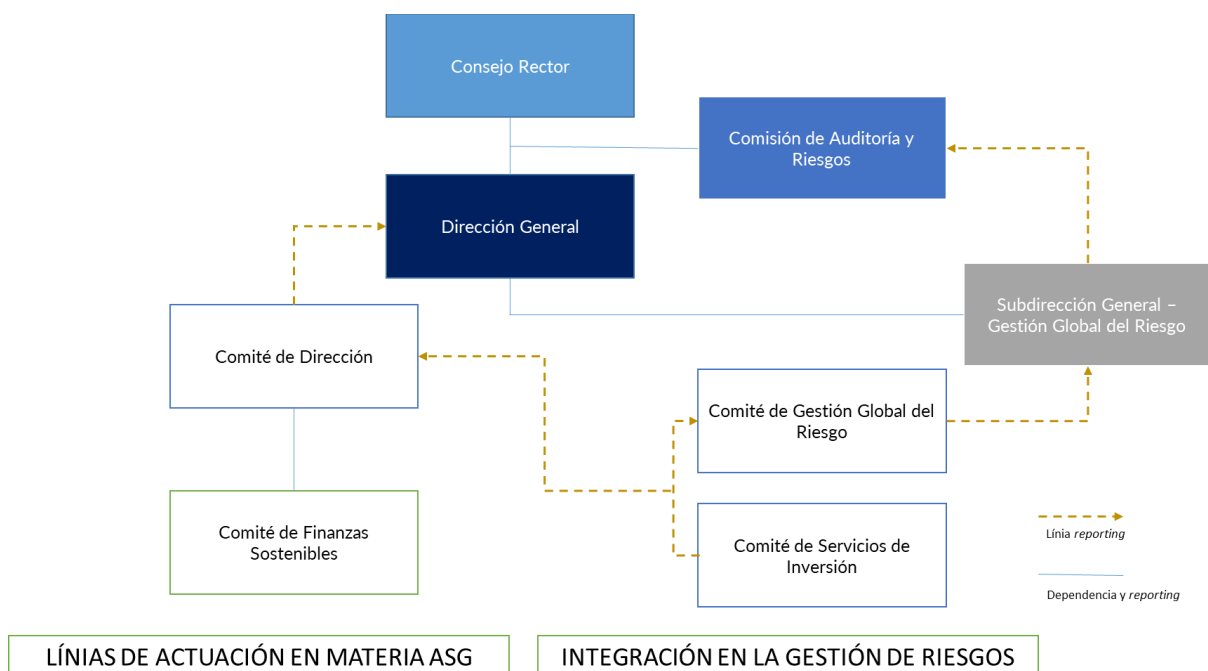 Consejo Rector
Comisión de Auditoría y
Riesgos
Dirección General
Subdirección General –
Gestión Global del Riesgo
Comité de Dirección
Comité de Gestión Global del
Riesgo
Comité de Finanzas
Sostenibles
Comité de Servicios de
Inversión
Línia reporting
Dependencia y reporting
LÍNIAS DE ACTUACIÓN EN MATERIA ASG
INTEGRACIÓN EN LA GESTIÓN DE RIESGOS